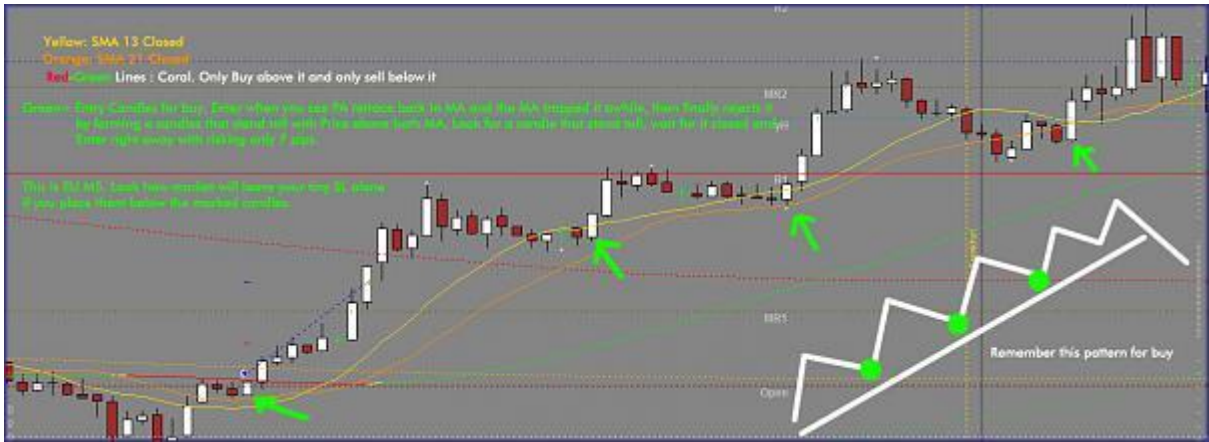 Yellow: SMA 13 Closed
Orange: SMA 21 Closed
Red-Green Lines : Coral. Only Buy above it and only sell below it
Green= Entry Candles for buy. Enter when you see PA retrace back to MA and the MA trapped it awhile, then finally rejects it
by forming a candles that stand tall with Price above both MA. Look for a candle that stand tall, wait for it closed and
Enter right away with risking only 7 pips.
This is EU M5. Look how market will leave your tiny SL alone
if you place them below the marked candles.
MR2
R1
MR1
Open
Remember this pattern for buy